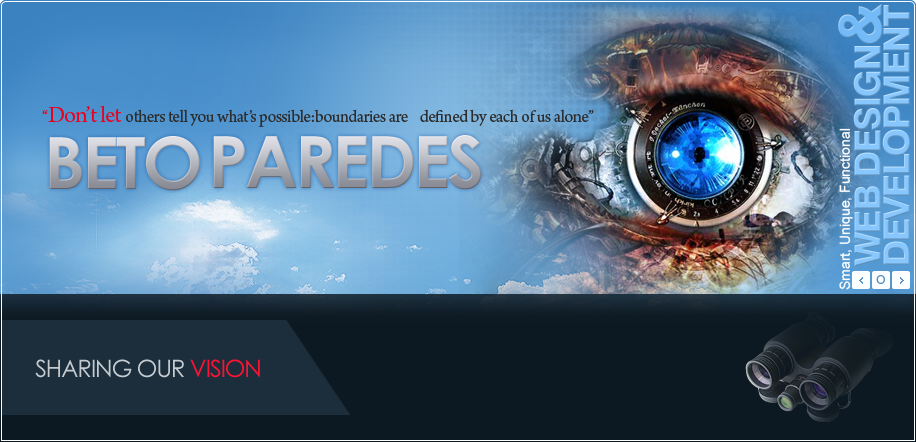 “Don't let others tell you what's possible:boundaries are defined by each of us alone”
BETO PAREDES
Smart, Unique, Functional
WEB DESIGN&
DEVELOPMENT
SHARING OUR VISION